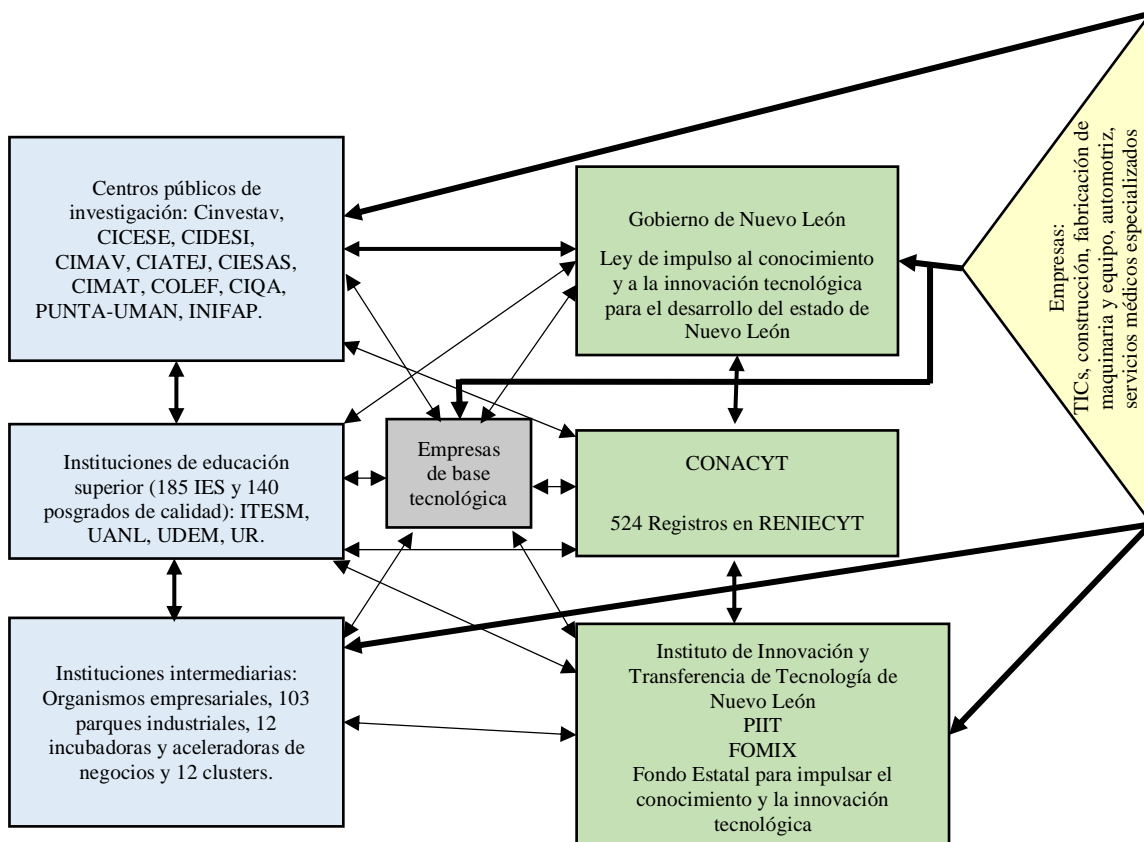 Centros públicos de
investigación: Cinvestav,
CICESE, CIDESI,
CIMAV, CIATEJ, CIESAS,
CIMAT, COLEF, CIQA,
PUNTA-UMAN, INIFAP.
Gobierno de Nuevo León
Ley de impulso al conocimiento
y a la innovación tecnológica
para el desarrollo del estado de
Nuevo León
Empresas:
TICs, construcción, fabricación de
maquinaria y equipo, automotriz,
servicios médicos especializados
Instituciones de educación
superior (185 IES y 140
posgrados de calidad): ITESM,
UANL, UDEM, UR.
Empresas
de base
tecnológica
CONACYT
524 Registros en RENIECYT
Instituciones intermediarias:
Organismos empresariales, 103
parques industriales, 12
incubadoras y aceleradoras de
negocios y 12 clusters.
Instituto de Innovación y
Transferencia de Tecnología de
Nuevo León
PIIT
FOMIX
Fondo Estatal para impulsar el
conocimiento y la innovación
tecnológica